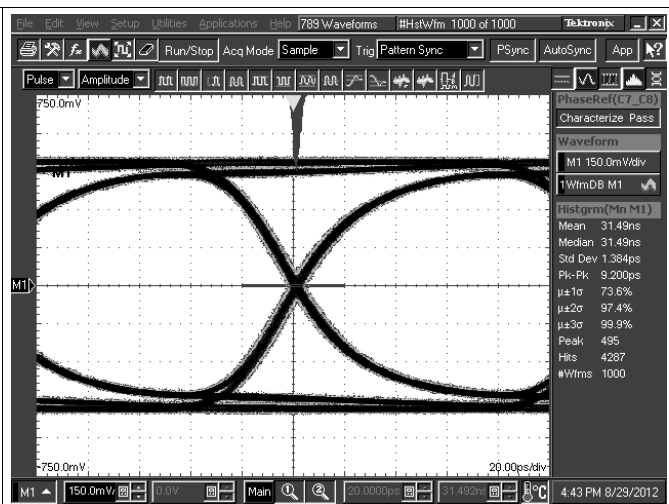 File Edit View Setup Utilities Applications Help 789 Waveforms #HstWfm 1000 of 1000 Tektronix
Run/Stop Acq Mode Sample Trig Pattern Sync PSync AutoSync App
Pulse Amplitude
750.0mV
PhaseRef(C7_C8)
Characterize Pass
Waveform
M1 150.0mV/div
1WfmDB M1
Histgrm(Mn M1)
Mean 31.49ns
Median 31.49ns
Std Dev 1.384ps
Pk-Pk 9.200ps
µ±1σ 73.6%
µ±2σ 97.4%
µ±3σ 99.9%
Peak 495
Hits 4287
#Wfms 1000
M1
M1
-750.0mV 20.00ps/div
M1 150.0mV 0.0V Main 20.0000ps 4:43 PM 8/29/2012